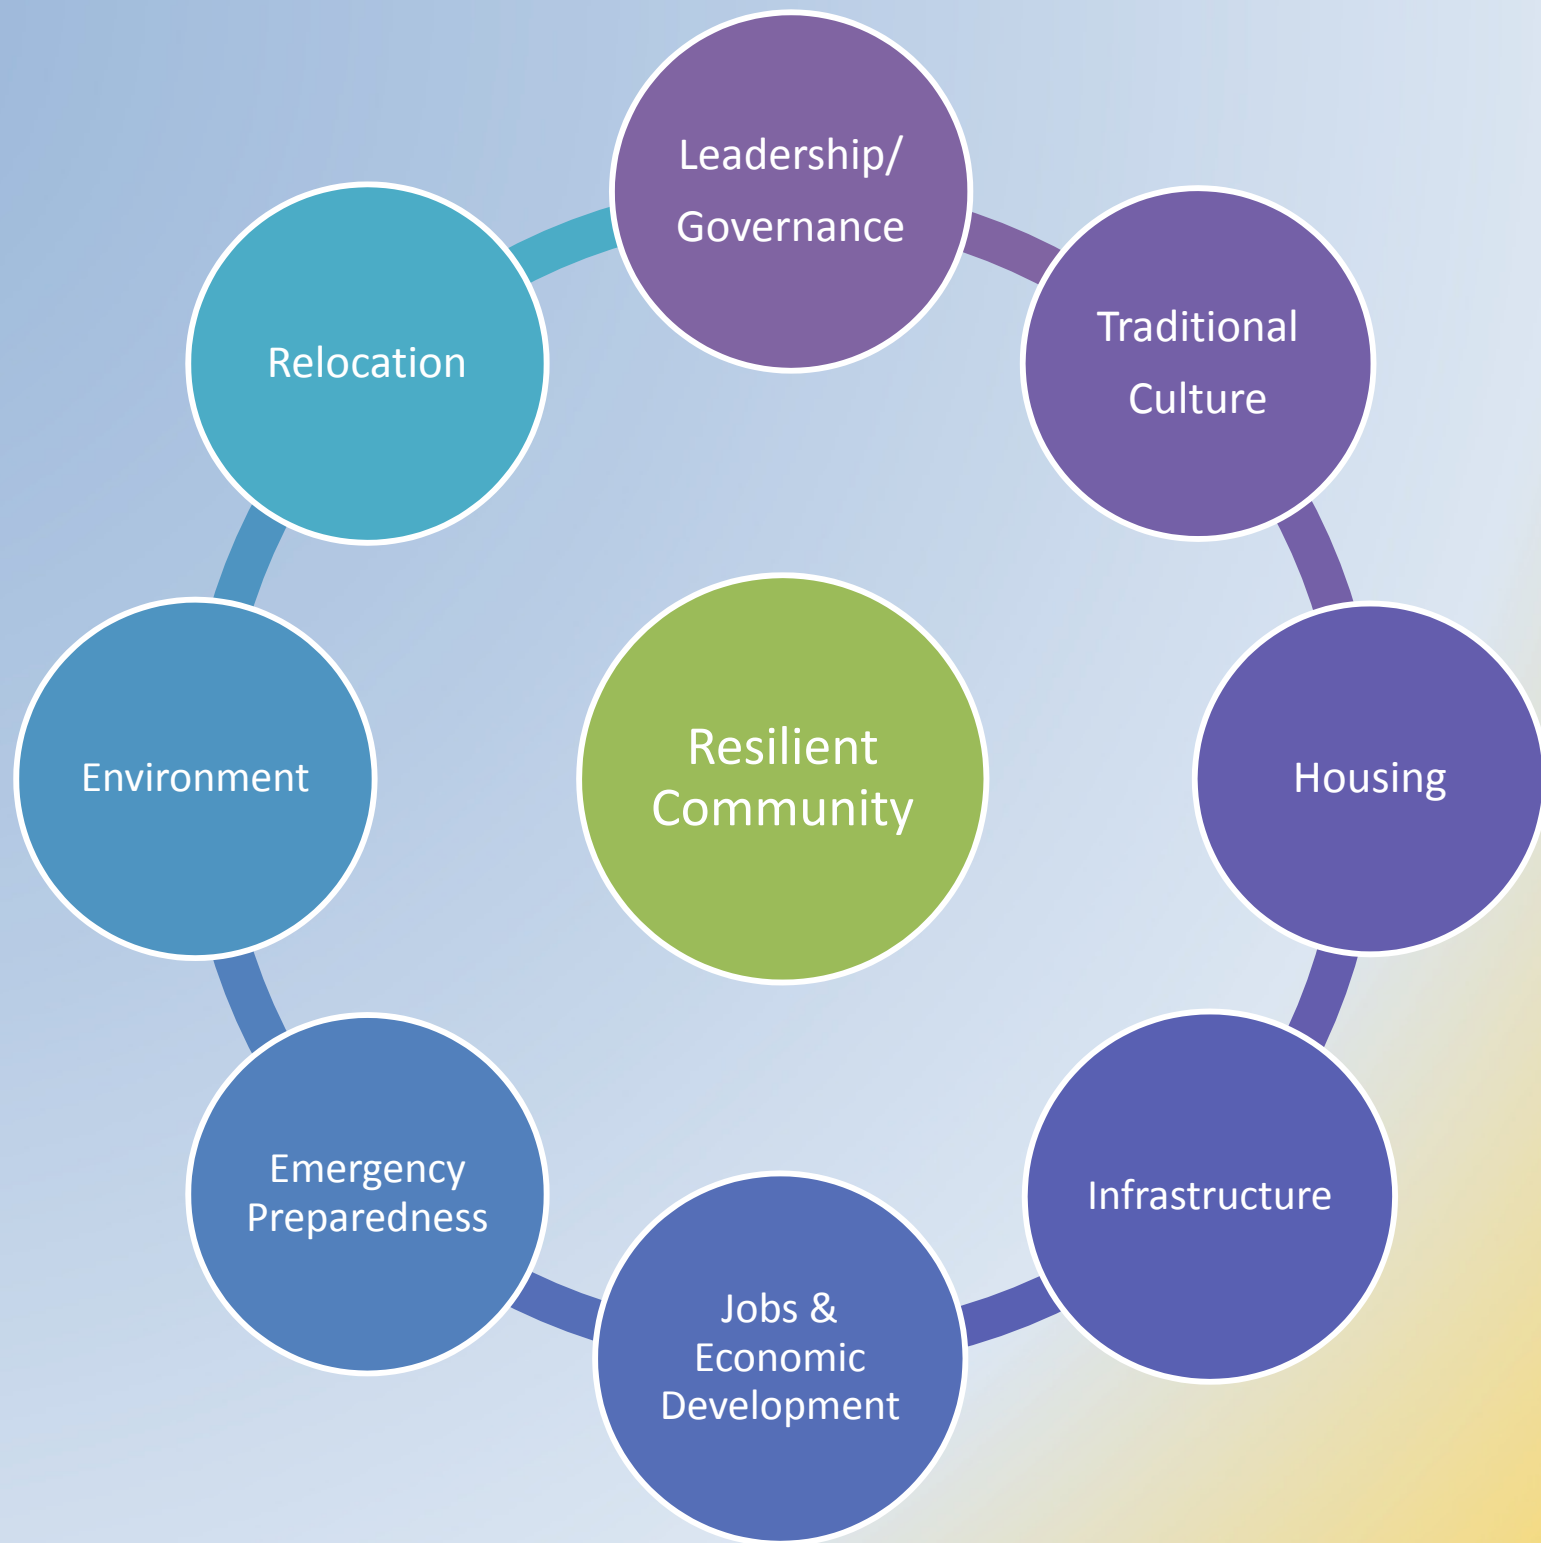 Leadership/
Governance
Traditional
Culture
Housing
Infrastructure
Jobs &
Economic
Development
Emergency
Preparedness
Environment
Relocation
Resilient
Community